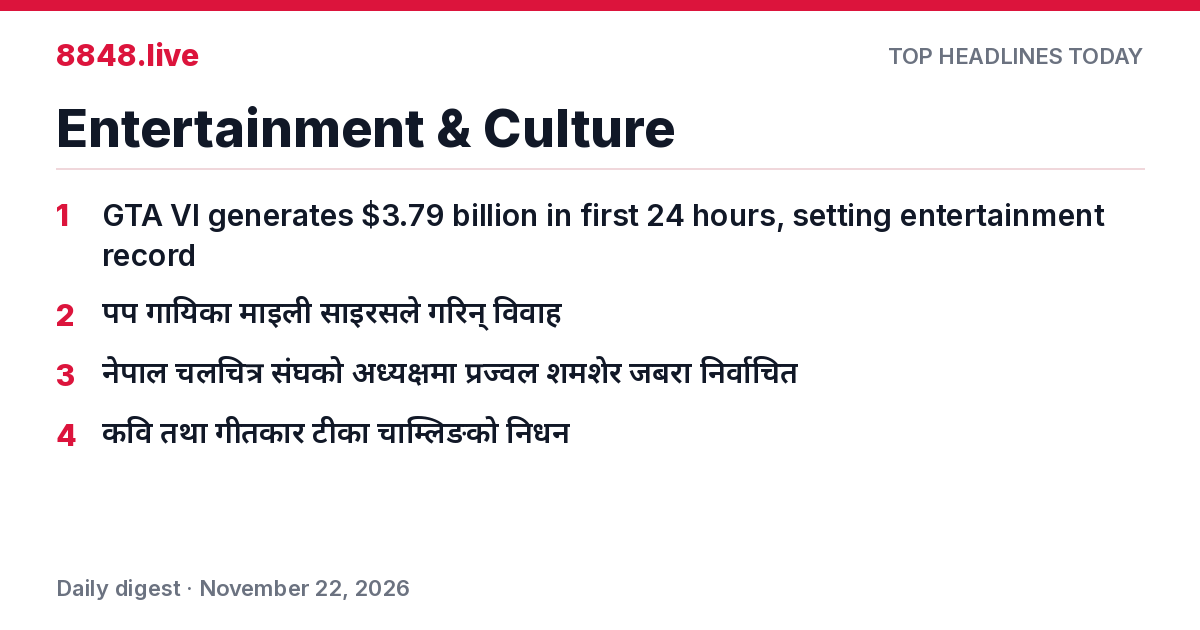 8848.live
TOP HEADLINES TODAY
Entertainment & Culture
1 GTA VI generates $3.79 billion in first 24 hours, setting entertainment
record
2 पप गायिका माइली साइरसले गरिन् विवाह
3 नेपाल चलचित्र संघको अध्यक्षमा प्रज्वल शमशेर जबरा निर्वाचित
4 कवि तथा गीतकार टीका चाम्लिङको निधन
Daily digest · November 22, 2026